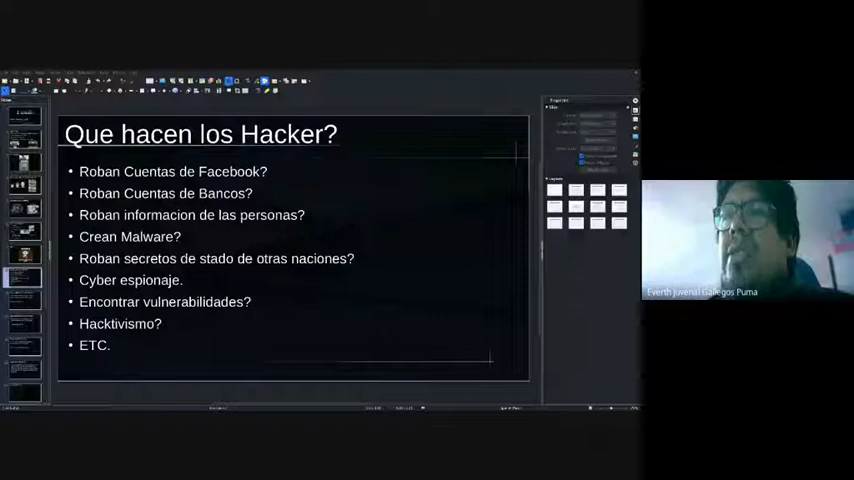 Que hacen los Hacker?
• Roban Cuentas de Facebook?
• Roban Cuentas de Bancos?
• Roban informacion de las personas?
• Crean Malware?
• Roban secretos de stado de otras naciones?
• Cyber espionaje.
• Encontrar vulnerabilidades?
• Hacktivismo?
• ETC.
Everth juvenal Gallegos Puma